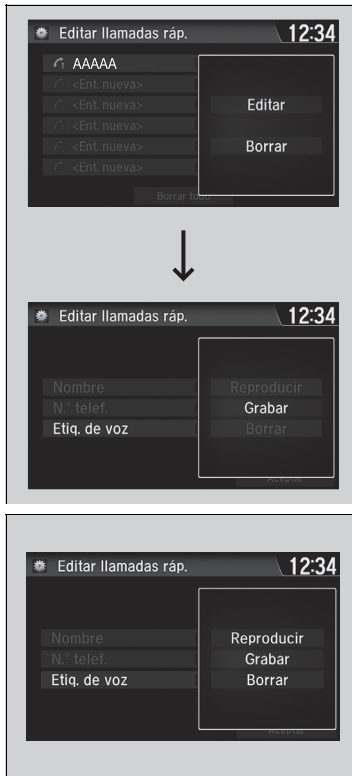 Editar llamadas ráp. 12:34
AAAAA
<Ent. nueva>
<Ent. nueva>
<Ent. nueva>
<Ent. nueva>
Editar
Borrar
Borrar todo
Editar llamadas ráp. 12:34
Nombre Reproducir
N.° telef. Grabar
Etiq. de voz Borrar
Aceptar
Editar llamadas ráp. 12:34
Nombre Reproducir
N.° telef. Grabar
Etiq. de voz Borrar
Aceptar